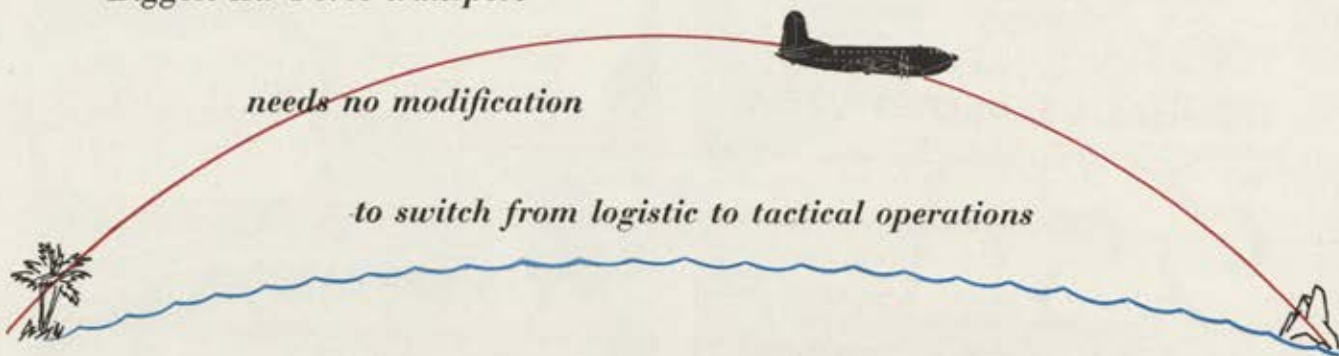 needs no modification
to switch from logistic to tactical operations